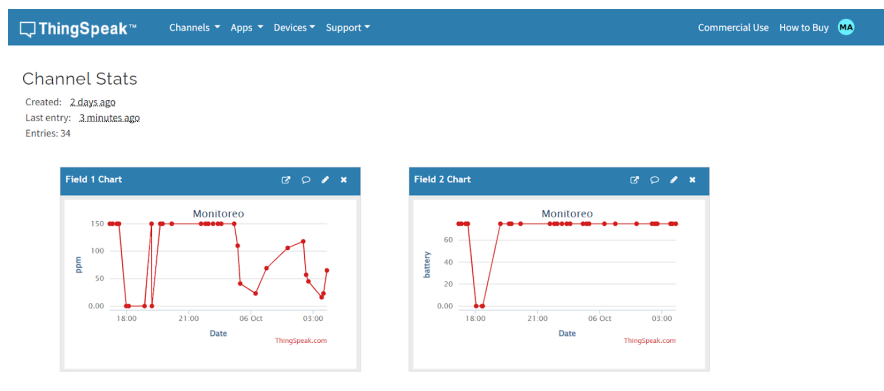 ThingSpeak™ Channels Apps Devices Support Commercial Use How to Buy MA
Channel Stats
Created: 2 days ago
Last entry: 3 minutes ago
Entries: 34
Field 1 Chart
Monitoreo
ppm
150
100
50
0.00
18:00 21:00 06 Oct 03:00
Date
ThingSpeak.com
Field 2 Chart
Monitoreo
battery
60
40
20
0.00
18:00 21:00 06 Oct 03:00
Date
ThingSpeak.com